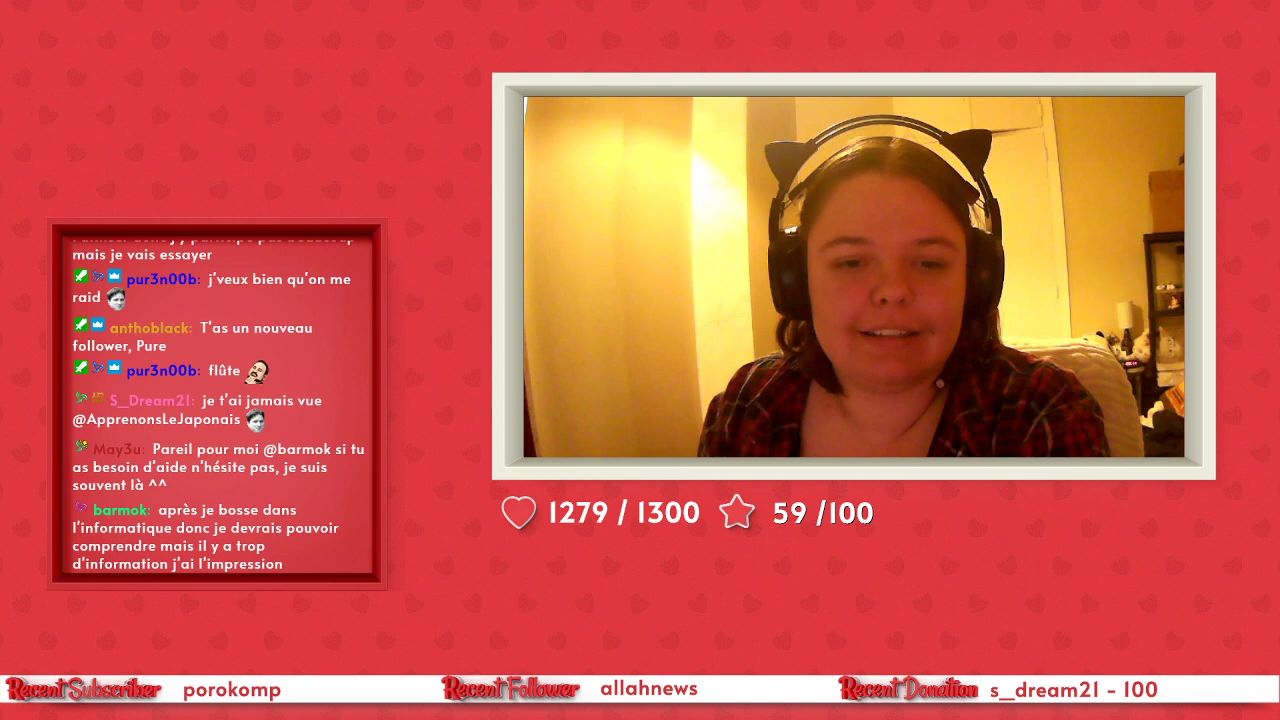 mais je vais essayer
pur3n00b: j'veux bien qu'on me
raid
anthoblack: T'as un nouveau
follower, Pure
pur3n00b: flûte
S_Dream21: je t'ai jamais vue
@ApprenonsLeJaponais
May3u: Pareil pour moi @barmok si tu
as besoin d'aide n'hésite pas, je suis
souvent là ^^
barmok: après je bosse dans
l'informatique donc je devrais pouvoir
comprendre mais il y a trop
d'information j'ai l'impression
1279 / 1300 59 /100
Recent Subscriber porokomp
Recent Follower allahnews
Recent Donation s_dream21 - 100